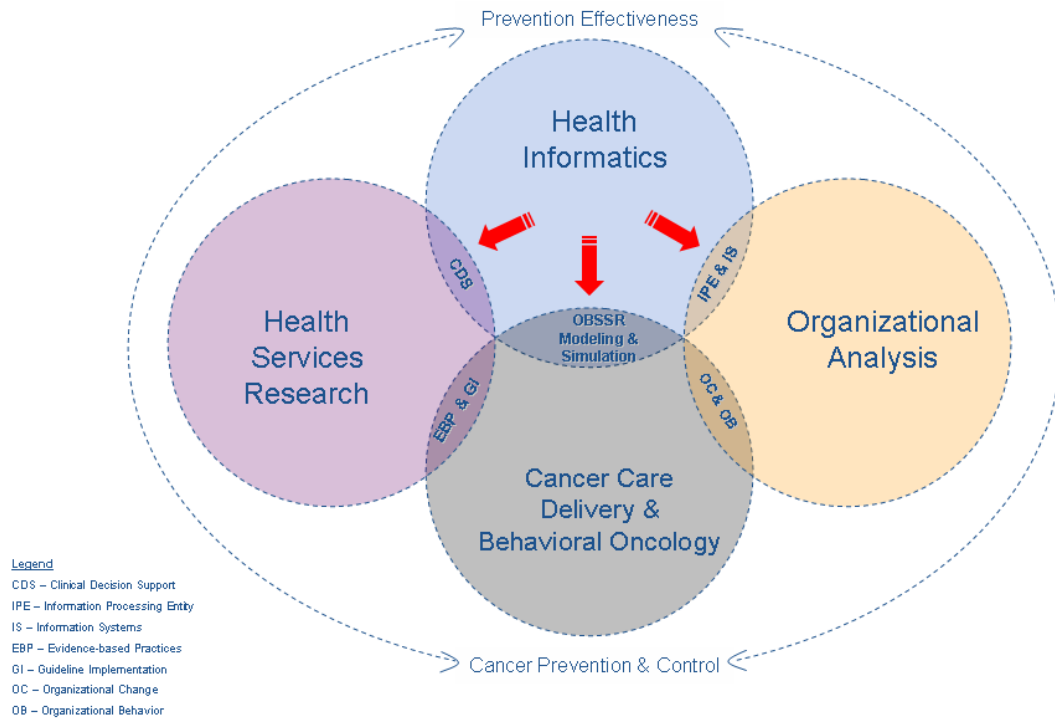 Prevention Effectiveness
Health
Informatics
CDS
IPE & IS
Health
Services
Research
OBSSR
Modeling &
Simulation
Organizational
Analysis
EBP & GI
OC & OB
Cancer Care
Delivery &
Behavioral Oncology
Legend
CDS – Clinical Decision Support
IPE – Information Processing Entity
IS – Information Systems
EBP – Evidence-based Practices
GI – Guideline Implementation
OC – Organizational Change
OB – Organizational Behavior
Cancer Prevention & Control